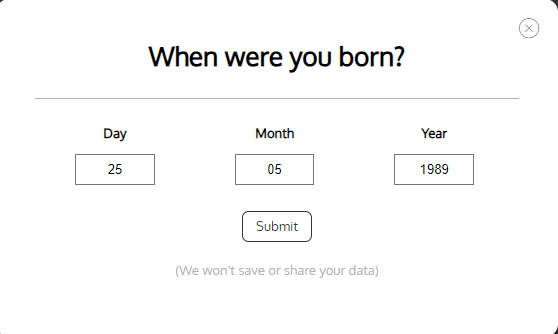 When were you born?
Day Month Year
25 05 1989
Submit
(We won't save or share your data)